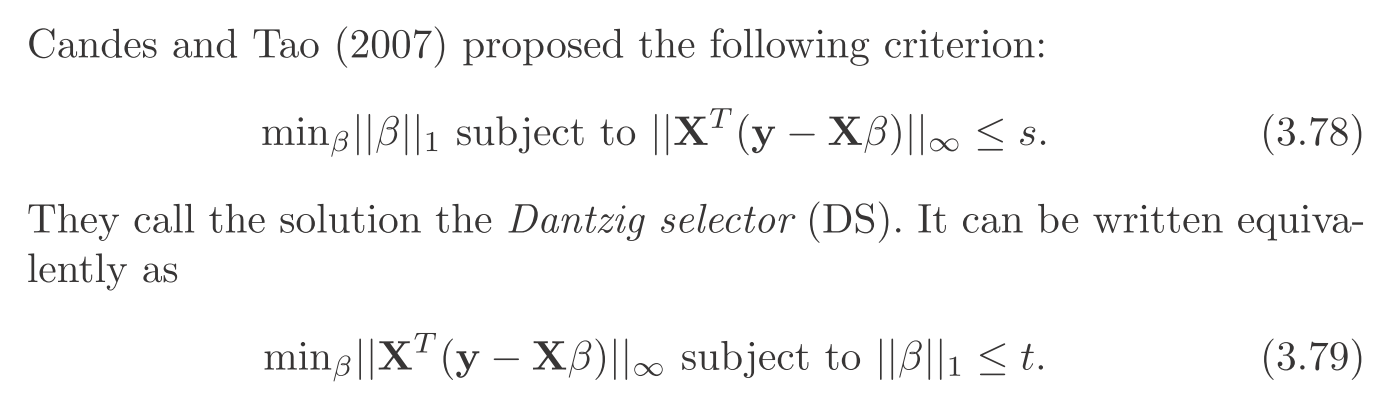 Candes and Tao (2007) proposed the following criterion:
min_β||β||_1 subject to ||X^T(y − Xβ)||_∞ ≤ s. (3.78)
They call the solution the Dantzig selector (DS). It can be written equiva-
lently as
min_β||X^T(y − Xβ)||_∞ subject to ||β||_1 ≤ t. (3.79)